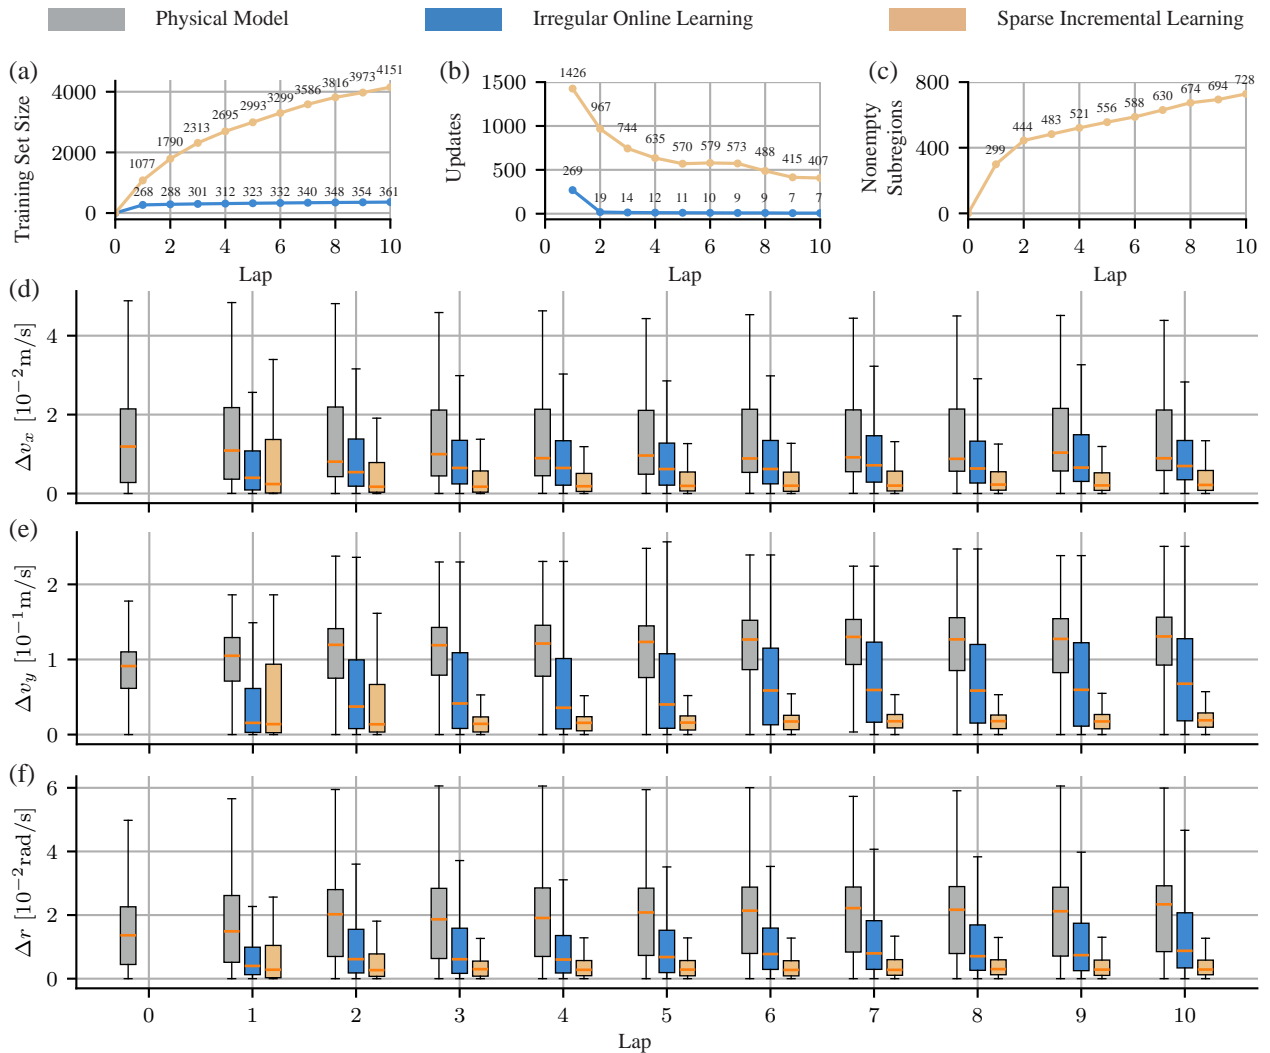 Physical Model
Irregular Online Learning
Sparse Incremental Learning
(a)
Training Set Size
4000
2000
0
1077
1790
2313
2695
2993
3299
3586
3816
3973
4151
268
288
301
312
323
332
340
348
354
361
0 2 4 6 8 10
Lap
(b)
Updates
1500
1000
500
0
1426
967
744
635
570
579
573
488
415
407
269
19
14
12
11
10
9
9
7
7
0 2 4 6 8 10
Lap
(c)
Nonempty
Subregions
800
400
0
299
444
483
521
556
588
630
674
694
728
0 2 4 6 8 10
Lap
(d)
Δvₓ [10⁻²m/s]
4
2
0
(e)
Δv_y [10⁻¹m/s]
2
1
0
(f)
Δr [10⁻²rad/s]
6
4
2
0
0 1 2 3 4 5 6 7 8 9 10
Lap